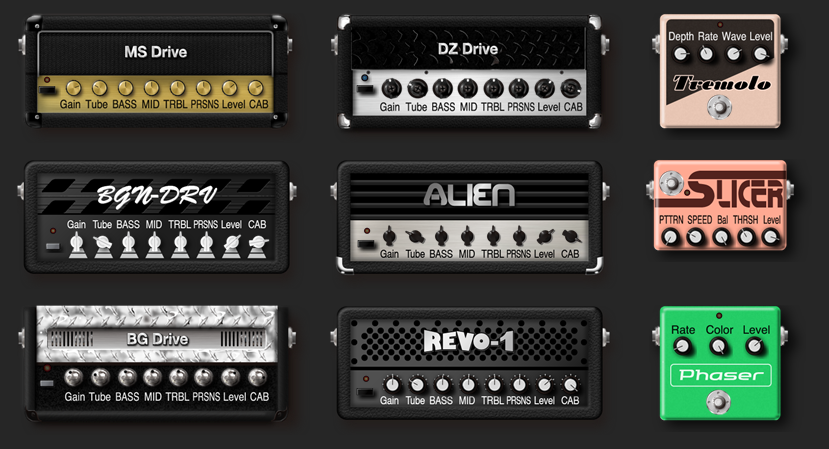 MS Drive
Gain Tube BASS MID TRBL PRSNS Level CAB
DZ Drive
Gain Tube BASS MID TRBL PRSNS Level CAB
Depth Rate Wave Level
Tremolo
BGN-DRV
Gain Tube BASS MID TRBL PRSNS Level CAB
ALIEN
Gain Tube BASS MID TRBL PRSNS Level CAB
SLICER
PTTRN SPEED Bal THRSH Level
BG Drive
Gain Tube BASS MID TRBL PRSNS Level CAB
REVO-1
Gain Tube BASS MID TRBL PRSNS Level CAB
Rate Color Level
Phaser